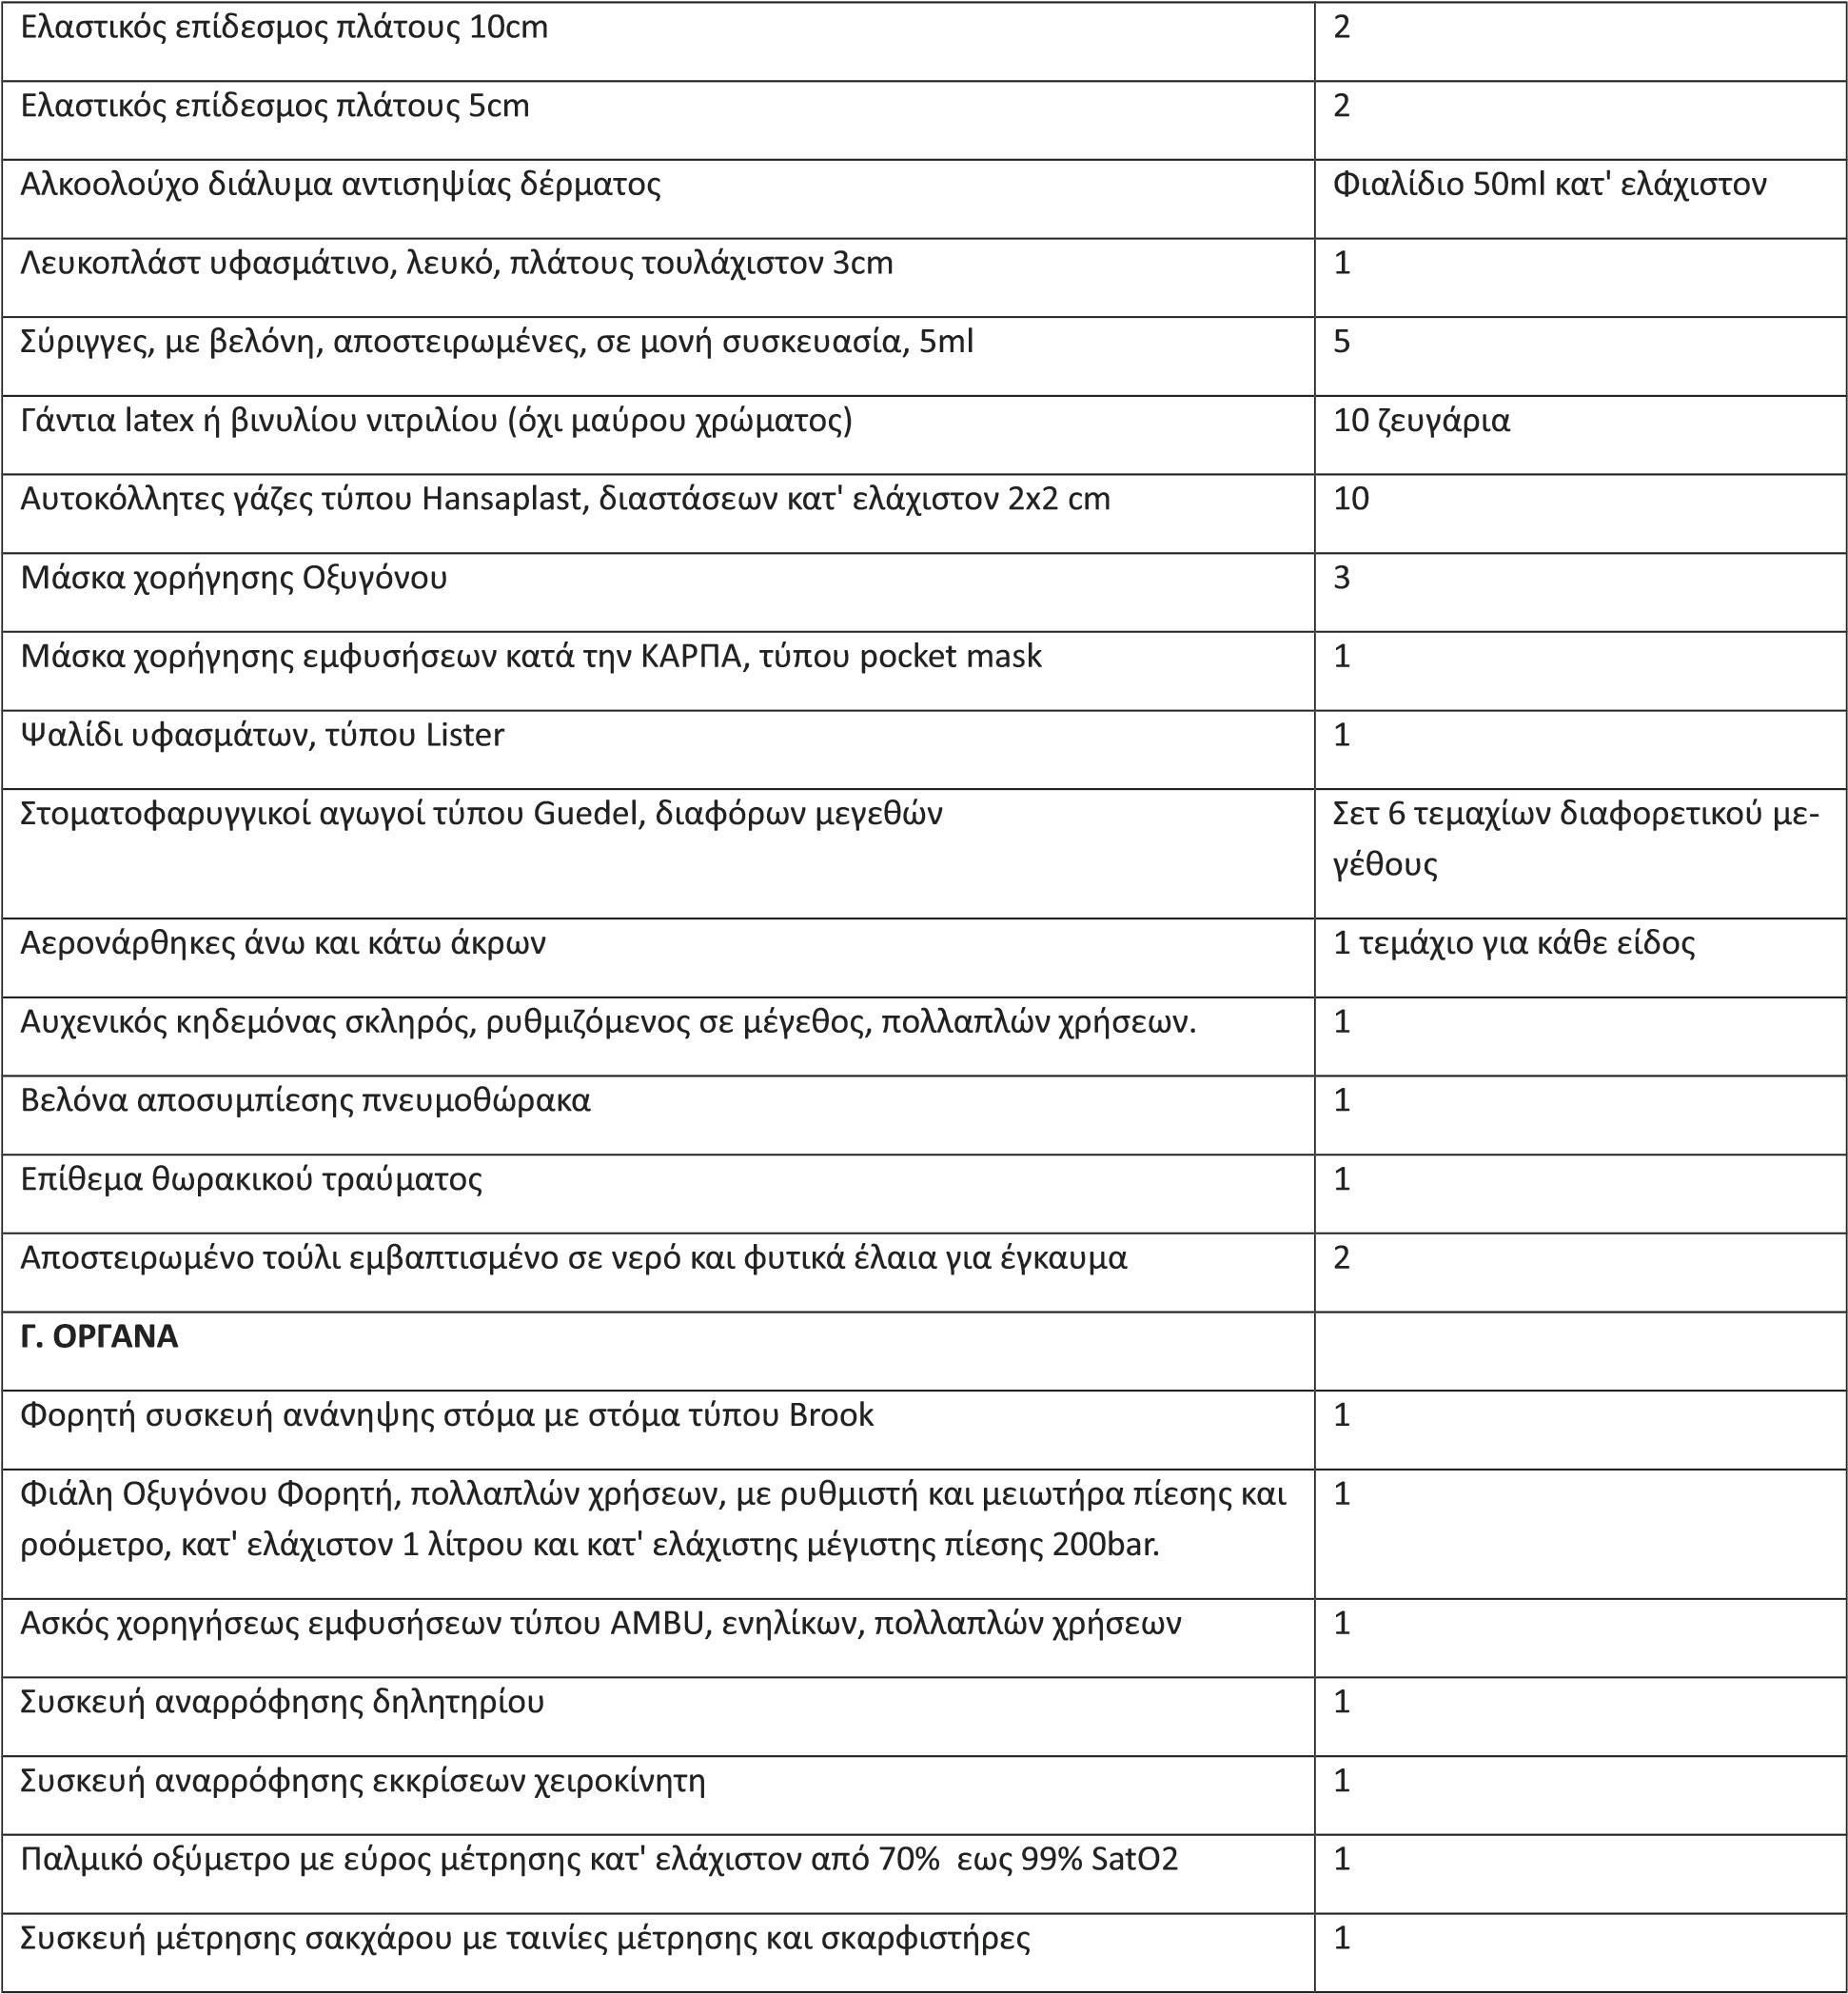 Ελαστικός επίδεσμος πλάτους 10cm 2
Ελαστικός επίδεσμος πλάτους 5cm 2
Αλκοολούχο διάλυμα αντισηψίας δέρματος Φιαλίδιο 50ml κατ' ελάχιστον
Λευκοπλάστ υφασμάτινο, λευκό, πλάτους τουλάχιστον 3cm 1
Σύριγγες, με βελόνη, αποστειρωμένες, σε μονή συσκευασία, 5ml 5
Γάντια latex ή βινυλίου νιτριλίου (όχι μαύρου χρώματος) 10 ζευγάρια
Αυτοκόλλητες γάζες τύπου Hansaplast, διαστάσεων κατ' ελάχιστον 2x2 cm 10
Μάσκα χορήγησης Οξυγόνου 3
Μάσκα χορήγησης εμφυσήσεων κατά την ΚΑΡΠΑ, τύπου pocket mask 1
Ψαλίδι υφασμάτων, τύπου Lister 1
Στοματοφαρυγγικοί αγωγοί τύπου Guedel, διαφόρων μεγεθών Σετ 6 τεμαχίων διαφορετικού με-
γέθους
Αερονάρθηκες άνω και κάτω άκρων 1 τεμάχιο για κάθε είδος
Αυχενικός κηδεμόνας σκληρός, ρυθμιζόμενος σε μέγεθος, πολλαπλών χρήσεων. 1
Βελόνα αποσυμπίεσης πνευμοθώρακα 1
Επίθεμα θωρακικού τραύματος 1
Αποστειρωμένο τούλι εμβαπτισμένο σε νερό και φυτικά έλαια για έγκαυμα 2
Γ. ΟΡΓΑΝΑ
Φορητή συσκευή ανάνηψης στόμα με στόμα τύπου Brook 1
Φιάλη Οξυγόνου Φορητή, πολλαπλών χρήσεων, με ρυθμιστή και μειωτήρα πίεσης και 1
ροόμετρο, κατ' ελάχιστον 1 λίτρου και κατ' ελάχιστης μέγιστης πίεσης 200bar.
Ασκός χορηγήσεως εμφυσήσεων τύπου AMBU, ενηλίκων, πολλαπλών χρήσεων 1
Συσκευή αναρρόφησης δηλητηρίου 1
Συσκευή αναρρόφησης εκκρίσεων χειροκίνητη 1
Παλμικό οξύμετρο με εύρος μέτρησης κατ' ελάχιστον από 70%  εως 99% SatO2 1
Συσκευή μέτρησης σακχάρου με ταινίες μέτρησης και σκαρφιστήρες 1